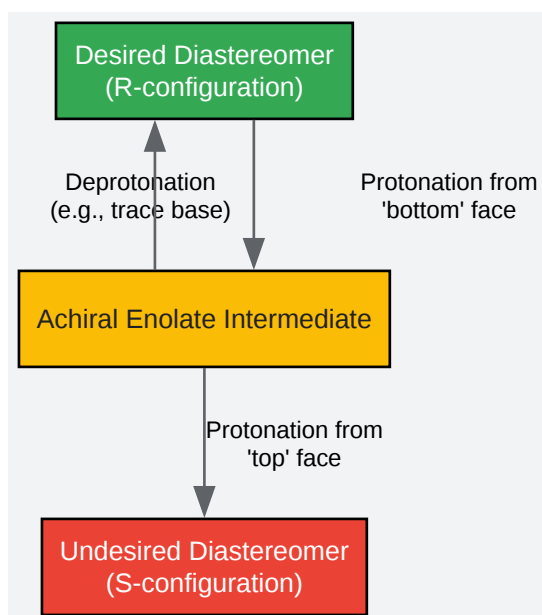 Desired Diastereomer
(R-configuration)
Deprotonation
(e.g., trace base)
Protonation from
'bottom' face
Achiral Enolate Intermediate
Protonation from
'top' face
Undesired Diastereomer
(S-configuration)